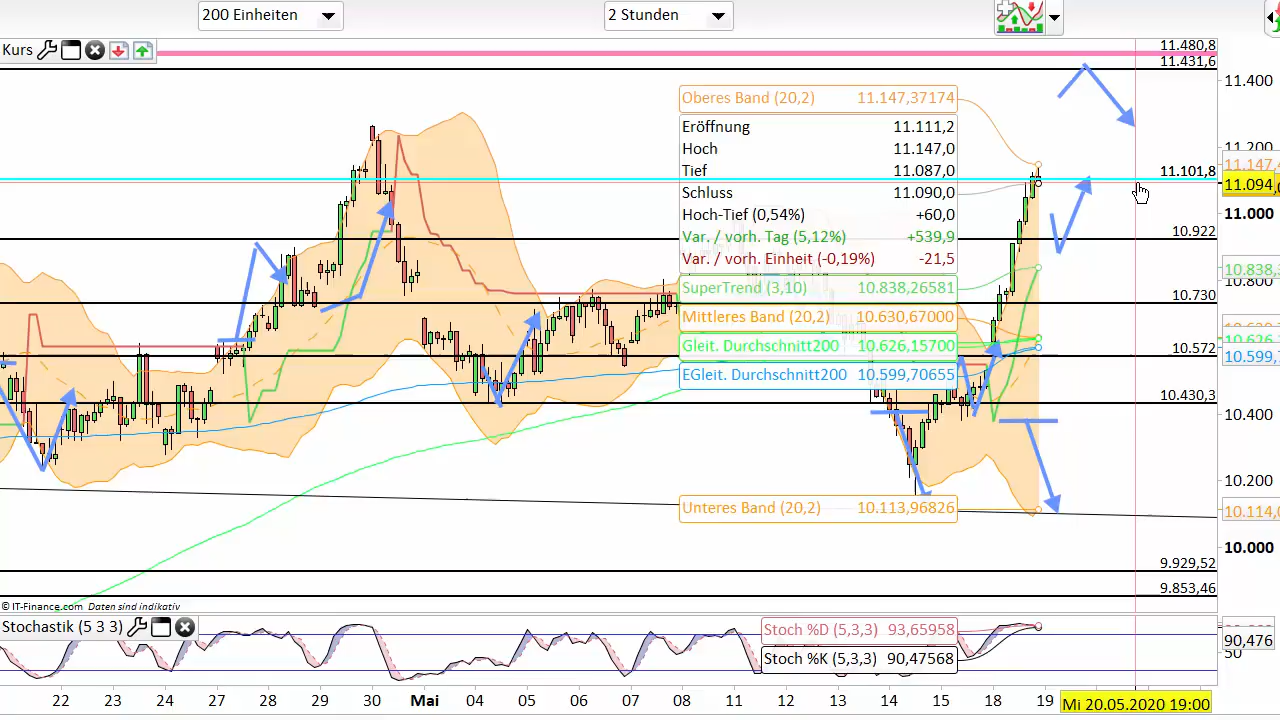 200 Einheiten
2 Stunden
Kurs
11.480,8
11.431,6
11.400
Oberes Band (20,2) 11.147,37174
Eröffnung 11.111,2
Hoch 11.147,0
Tief 11.087,0
Schluss 11.090,0
Hoch-Tief (0,54%) +60,0
Var. / vorh. Tag (5,12%) +539,9
Var. / vorh. Einheit (-0,19%) -21,5
SuperTrend (3,10) 10.838,26581
Mittleres Band (20,2) 10.630,67000
Gleit. Durchschnitt200 10.626,15700
EGleit. Durchschnitt200 10.599,70655
Unteres Band (20,2) 10.113,96826
11.200
11.147,
11.101,8
11.094,
11.000
10.922
10.838,
10.800
10.730
10.572
10.599,
10.430,3
10.400
10.200
10.114,
10.000
9.929,52
9.853,46
© IT-Finance.com Daten sind indikativ
Stochastik (5 3 3)
Stoch %D (5,3,3) 93,65958
Stoch %K (5,3,3) 90,47568
90,476
50
22 23 24 27 28 29 30 Mai 04 05 06 07 08 11 12 13 14 15 18 19
Mi 20.05.2020 19:00